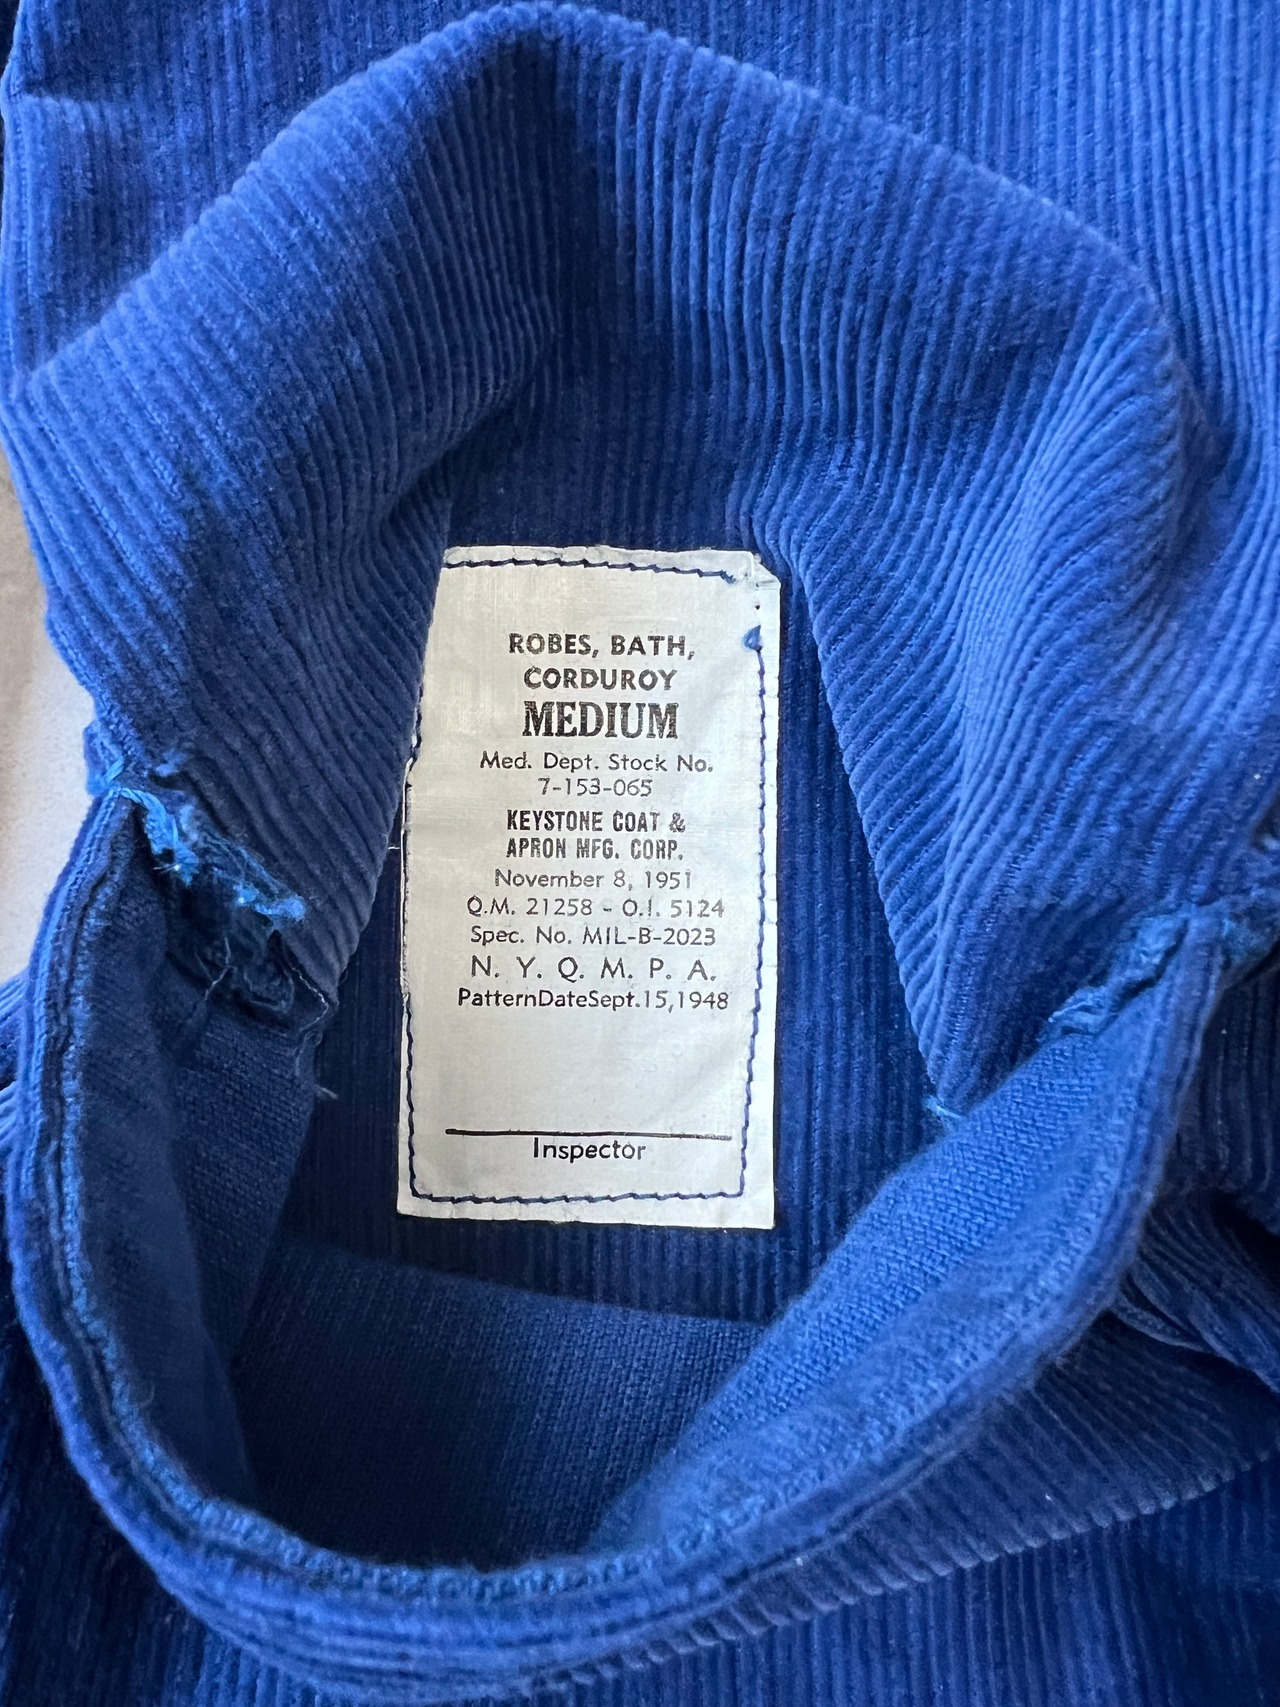 ROBES, BATH,
CORDUROY
MEDIUM
Med. Dept. Stock No.
7-153-065
KEYSTONE COAT &
APRON MFG. CORP.
November 8, 1951
Q.M. 21258 - O.I. 5124
Spec. No. MIL-B-2023
N. Y. Q. M. P. A.
PatternDateSept.15,1948
Inspector